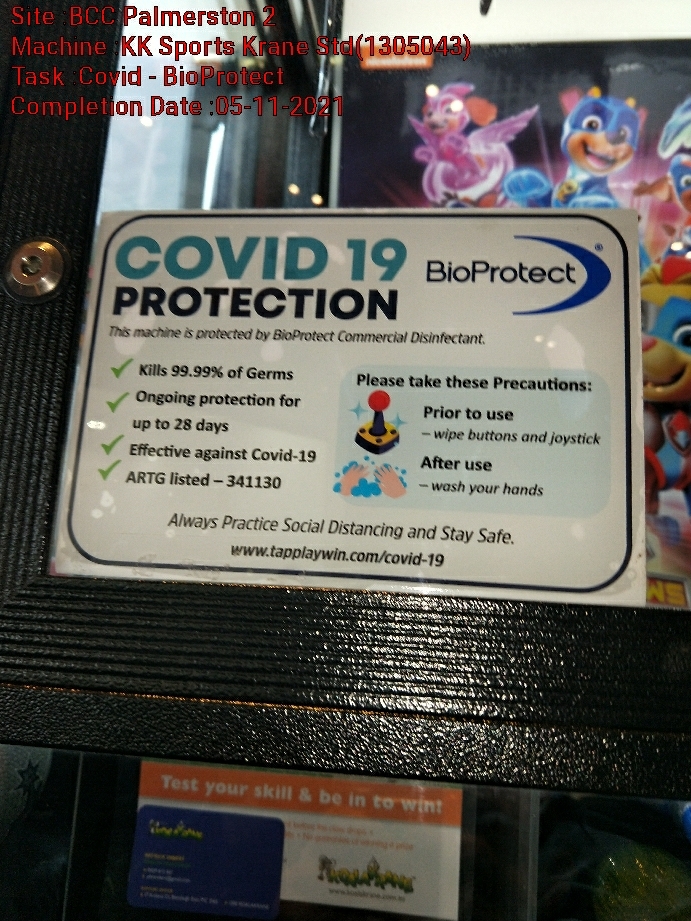 Site :BCC Palmerston 2
Machine :KK Sports Krane Std(1305043)
Task :Covid - BioProtect
Completion Date :05-11-2021
COVID 19
PROTECTION
BioProtect®
This machine is protected by BioProtect Commercial Disinfectant.
Kills 99.99% of Germs
Ongoing protection for
up to 28 days
Effective against Covid-19
ARTG listed – 341130
Please take these Precautions:
Prior to use
– wipe buttons and joystick
After use
– wash your hands
Always Practice Social Distancing and Stay Safe.
www.tapplaywin.com/covid-19
Test your skill & be in to win!